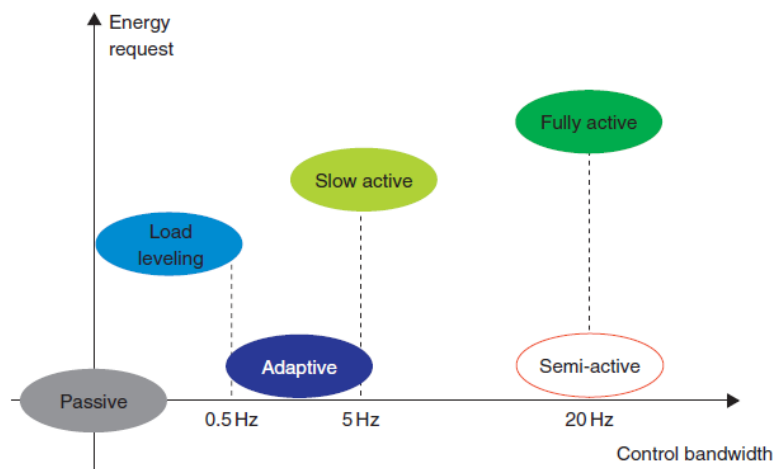 Energy
request
Fully active
Slow active
Load
leveling
Adaptive
Semi-active
Passive
0.5 Hz
5 Hz
20 Hz
Control bandwidth